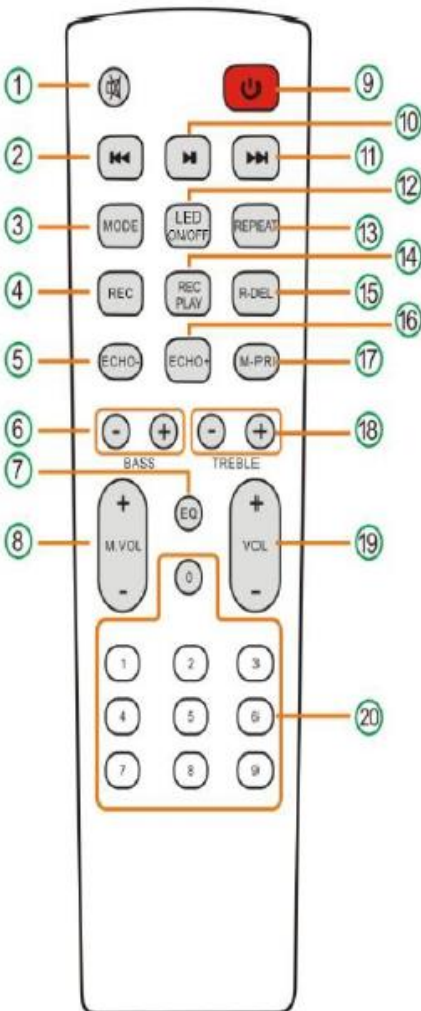 ① ⑨
⑩
② ⑪
⑫
③ MODE LED ON/OFF REPEAT ⑬
⑭
④ REC REC PLAY R-DEL ⑮
⑯
⑤ ECHO- ECHO+ M-PRI ⑰
⑥ - + - + ⑱
BASS TREBLE
⑦
+ EQ +
⑧ M.VOL VOL ⑲
- 0 -
1 2 3
4 5 6 ⑳
7 8 9